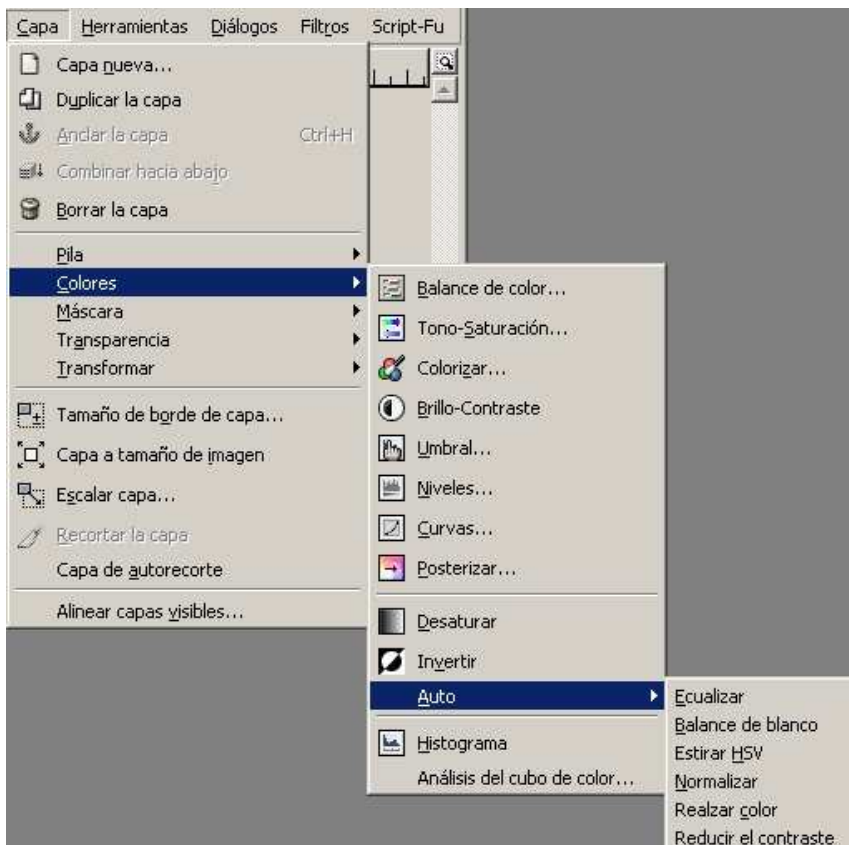 Capa Herramientas Diálogos Filtros Script-Fu
Capa nueva...
Duplicar la capa
Anclar la capa Ctrl+H
Combinar hacia abajo
Borrar la capa
Pila
Colores
Máscara
Transparencia
Transformar
Tamaño de borde de capa...
Capa a tamaño de imagen
Escalar capa...
Recortar la capa
Capa de autorecorte
Alinear capas visibles...
Balance de color...
Tono-Saturación...
Colorizar...
Brillo-Contraste
Umbral...
Niveles...
Curvas...
Posterizar...
Desaturar
Invertir
Auto
Histograma
Análisis del cubo de color...
Ecualizar
Balance de blanco
Estirar HSV
Normalizar
Realzar color
Reducir el contraste